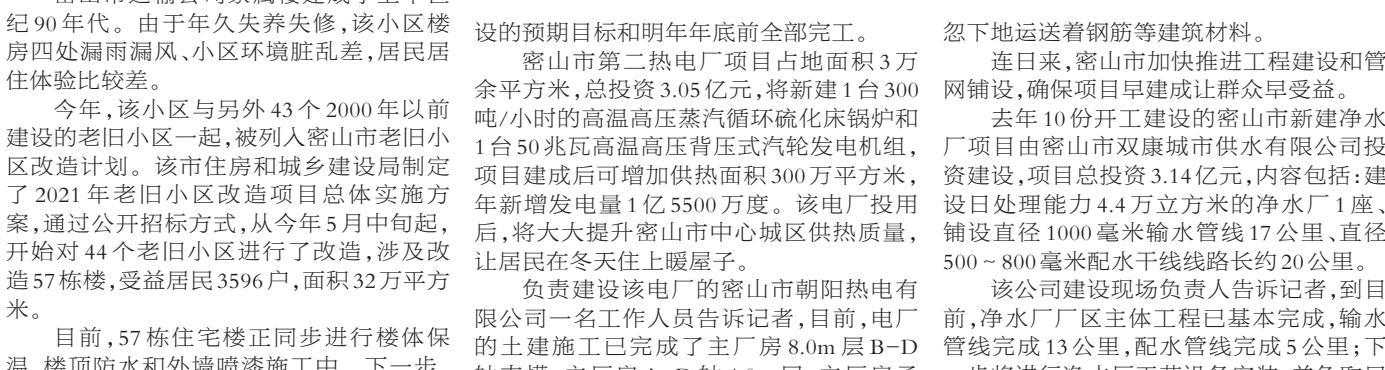 纪90年代。由于年久失养失修，该小区楼
房四处漏雨漏风、小区环境脏乱差，居民居
住体验比较差。
今年，该小区与另外43个2000年以前
建设的老旧小区一起，被列入密山市老旧小
区改造计划。该市住房和城乡建设局制定
了2021年老旧小区改造项目总体实施方
案，通过公开招标方式，从今年5月中旬起，
开始对44个老旧小区进行了改造，涉及改
造57栋楼，受益居民3596户，面积32万平方
米。
目前，57栋住宅楼正同步进行楼体保
温、楼顶防水和外墙喷漆施工中。下一步，
设的预期目标和明年年底前全部完工。
密山市第二热电厂项目占地面积3万
余平方米，总投资3.05亿元，将新建1台300
吨/小时的高温高压蒸汽循环硫化床锅炉和
1台50兆瓦高温高压背压式汽轮发电机组，
项目建成后可增加供热面积300万平方米，
年新增发电量1亿5500万度。该电厂投用
后，将大大提升密山市中心城区供热质量，
让居民在冬天住上暖屋子。
负责建设该电厂的密山市朝阳热电有
限公司一名工作人员告诉记者，目前，电厂
的土建施工已完成了主厂房8.0m层B-D
忽下地运送着钢筋等建筑材料。
连日来，密山市加快推进工程建设和管
网铺设，确保项目早建成让群众早受益。
去年10份开工建设的密山市新建净水
厂项目由密山市双康城市供水有限公司投
资建设，项目总投资3.14亿元，内容包括：建
设日处理能力4.4万立方米的净水厂1座、
铺设直径1000毫米输水管线17公里、直径
500~800毫米配水干线线路长约20公里。
该公司建设现场负责人告诉记者，到目
前，净水厂厂区主体工程已基本完成，输水
管线完成13公里，配水管线完成5公里；下